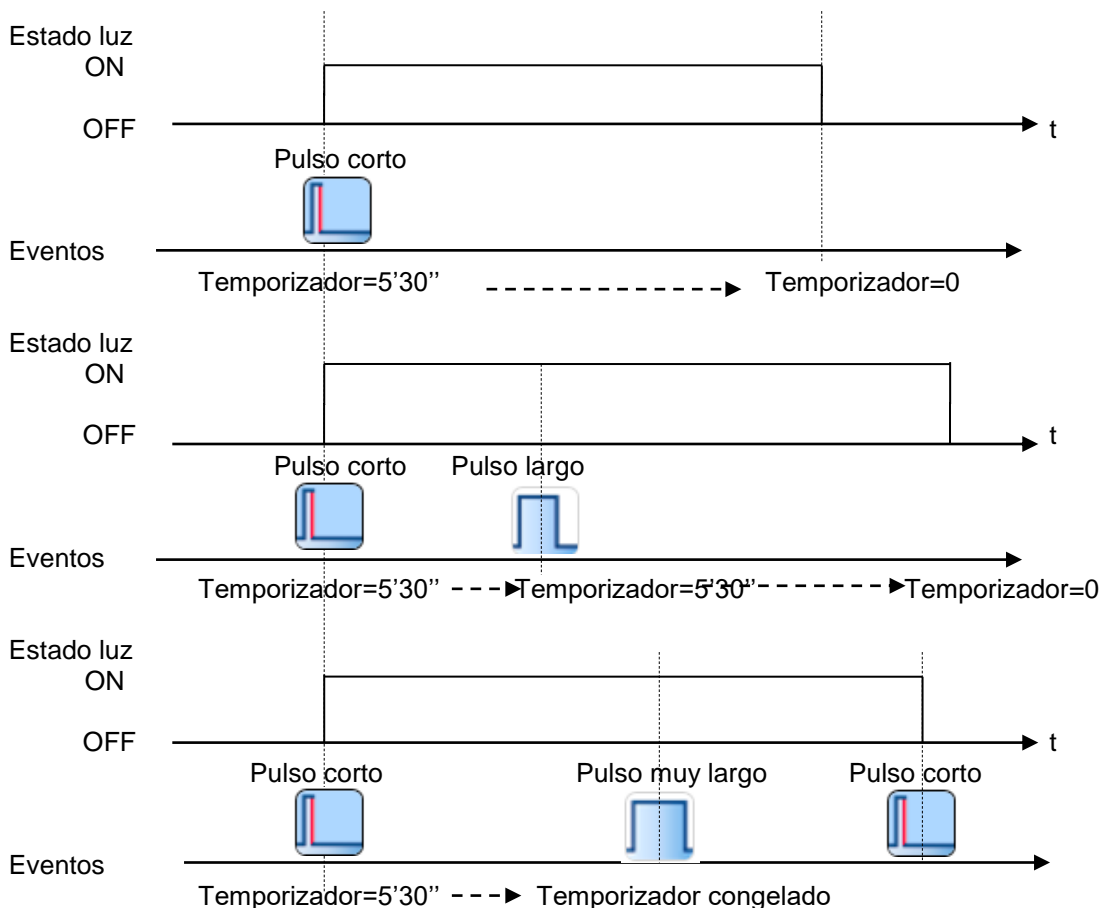 Estado luz
ON
OFF
t
Pulso corto
Eventos
Temporizador=5'30'' Temporizador=0
Estado luz
ON
OFF
t
Pulso corto Pulso largo
Eventos
Temporizador=5'30'' Temporizador=5'30'' Temporizador=0
Estado luz
ON
OFF
t
Pulso corto Pulso muy largo Pulso corto
Eventos
Temporizador=5'30'' Temporizador congelado